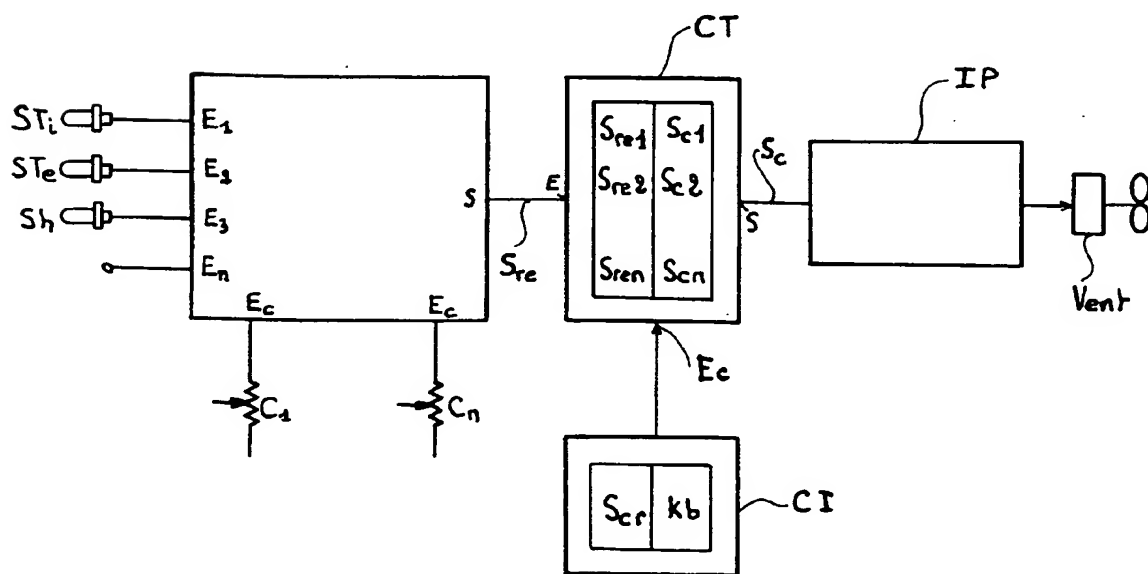 CT
IP
STi
E1
STe
E2
Sh
E3
En
S
Sre
E
Sre1 Sc1
Sre2 Sc2
Sren Scn
S
Sc
Vent
Ec
Ec
C1
Cn
Ec
Scr kb
CI